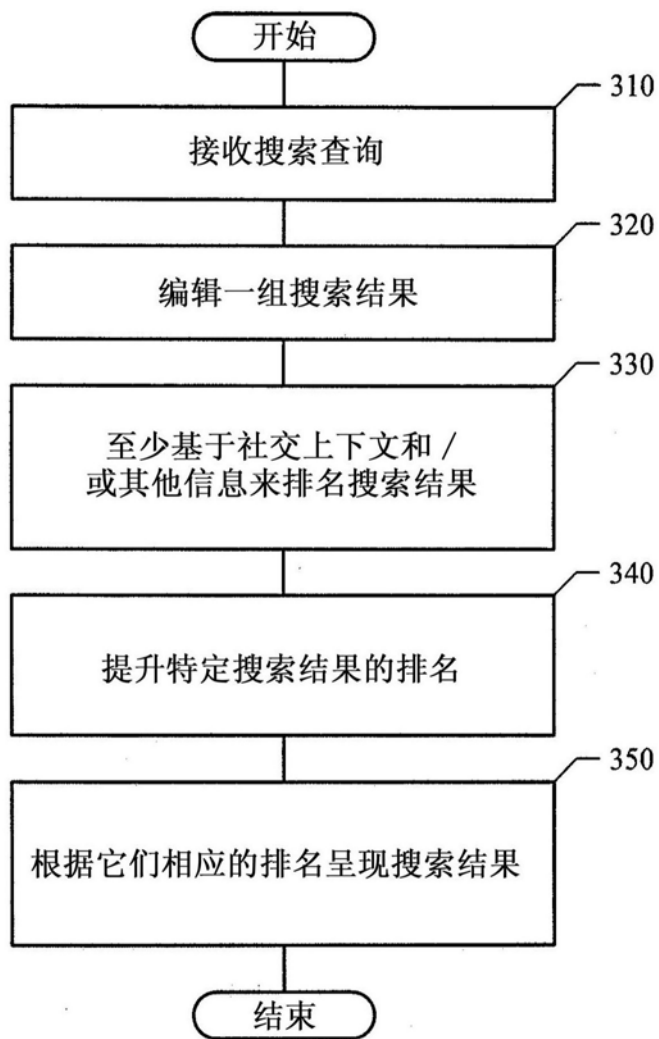 开始
310
接收搜索查询
320
编辑一组搜索结果
330
至少基于社交上下文和 /
或其他信息来排名搜索结果
340
提升特定搜索结果的排名
350
根据它们相应的排名呈现搜索结果
结束